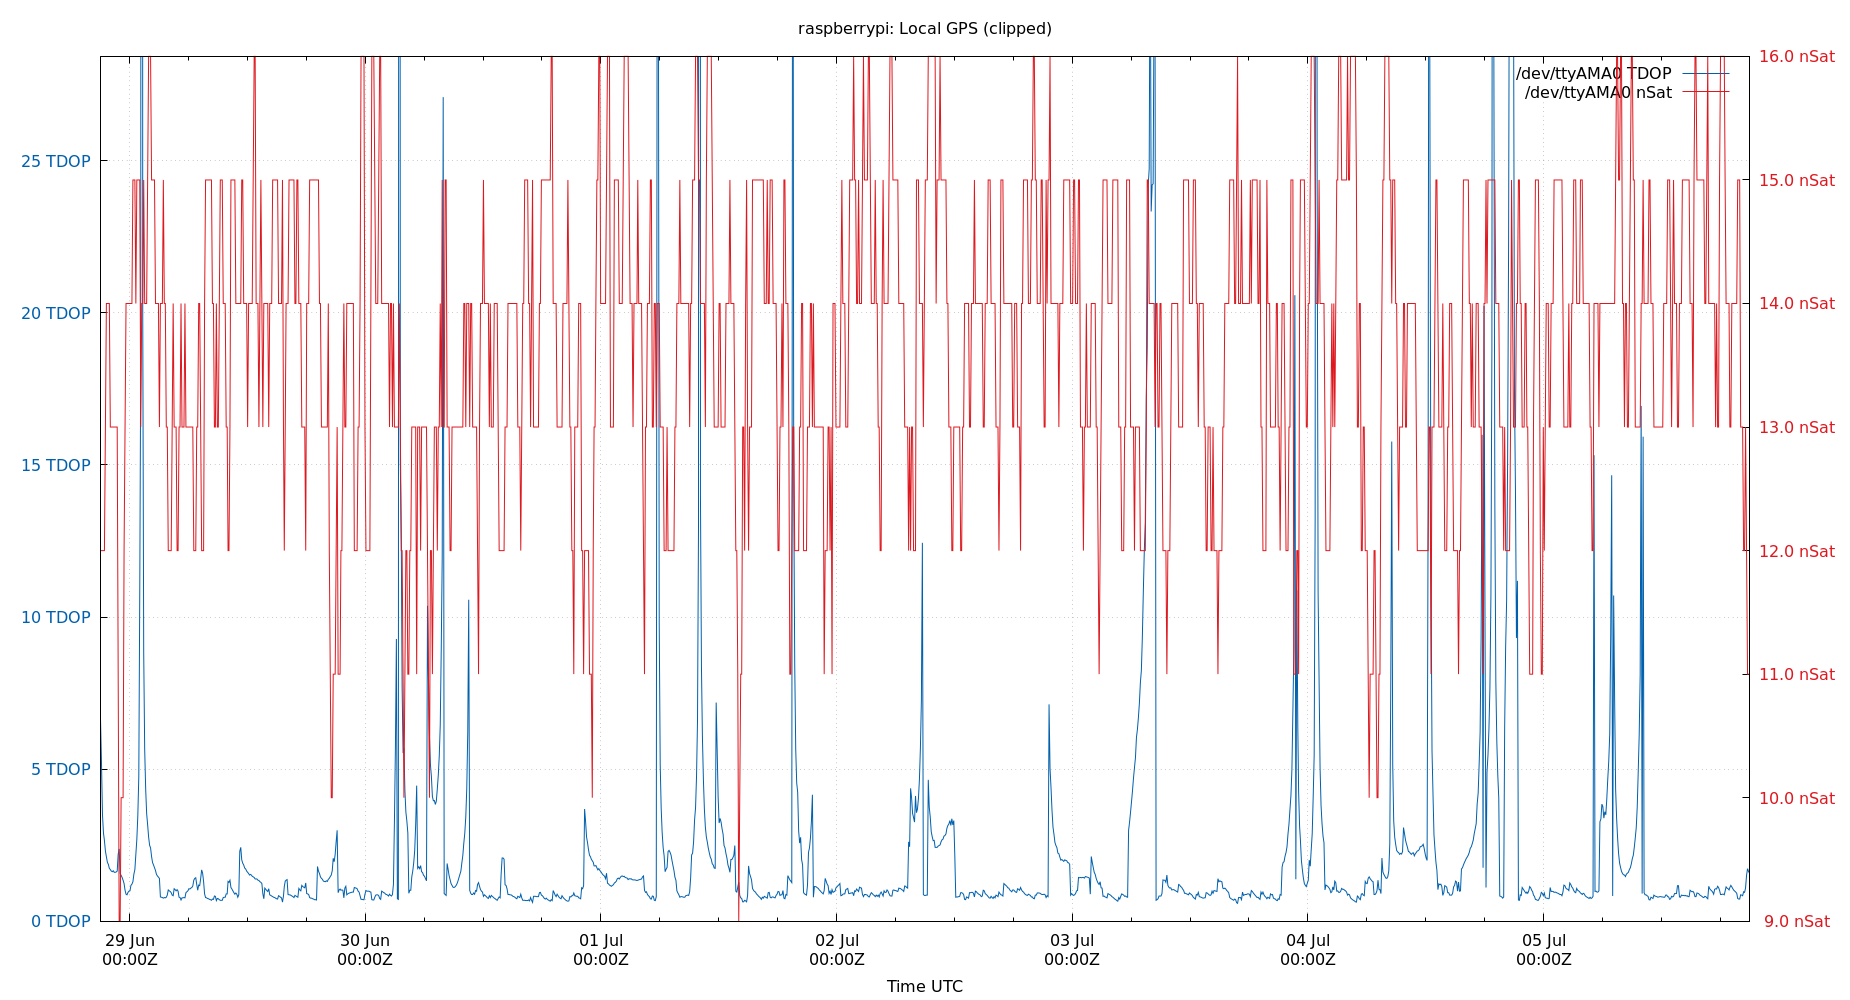 raspberrypi: Local GPS (clipped)
16.0 nSat
/dev/ttyAMA0 TDOP
/dev/ttyAMA0 nSat
25 TDOP
15.0 nSat
20 TDOP
14.0 nSat
15 TDOP
13.0 nSat
12.0 nSat
10 TDOP
11.0 nSat
5 TDOP
10.0 nSat
0 TDOP
9.0 nSat
29 Jun 30 Jun 01 Jul 02 Jul 03 Jul 04 Jul 05 Jul
00:00Z 00:00Z 00:00Z 00:00Z 00:00Z 00:00Z 00:00Z
Time UTC